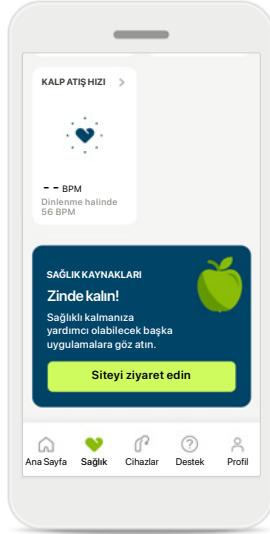 KALP ATIŞ HIZI
-- BPM
Dinlenme halinde
56 BPM
SAĞLIK KAYNAKLARI
Zinde kalın!
Sağlıklı kalmanıza
yardımcı olabilecek başka
uygulamalara göz atın.
Siteyi ziyaret edin
Ana Sayfa Sağlık Cihazlar Destek Profil